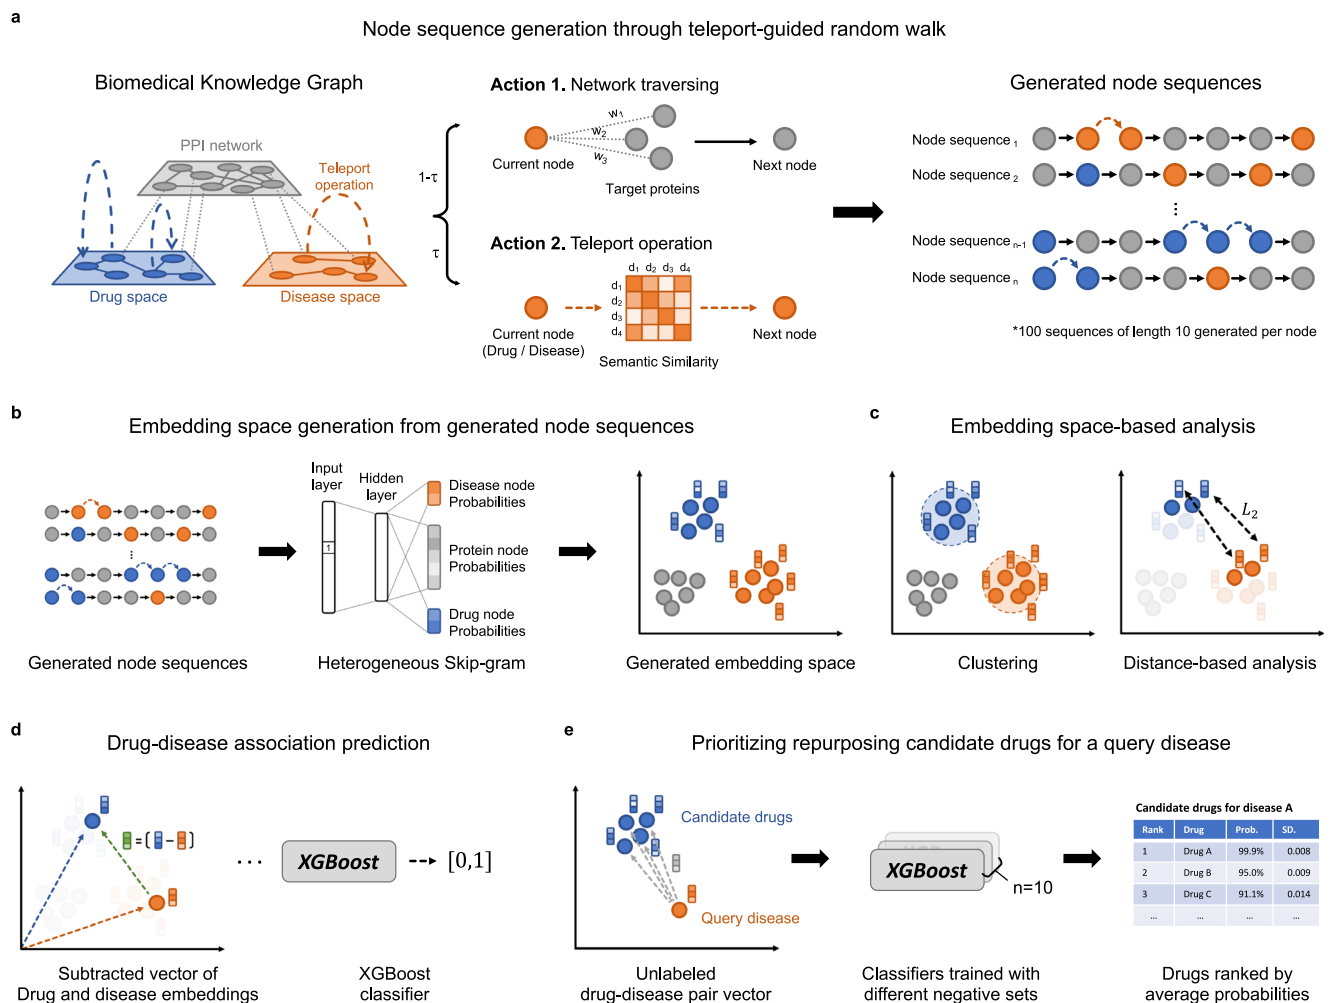 a
Node sequence generation through teleport-guided random walk
Biomedical Knowledge Graph
PPI network
Teleport
operation
Drug space
Disease space
1-τ
τ
Action 1. Network traversing
w1
w2
w3
Current node
Target proteins
Next node
Action 2. Teleport operation
d1 d2 d3 d4
d1
d2
d3
d4
Current node
(Drug / Disease)
Semantic Similarity
Next node
Generated node sequences
Node sequence 1
Node sequence 2
⋮
Node sequence n-1
Node sequence n
*100 sequences of length 10 generated per node
b
Embedding space generation from generated node sequences
⋮
Generated node sequences
Input
layer
Hidden
layer
1
Disease node
Probabilities
Protein node
Probabilities
Drug node
Probabilities
Heterogeneous Skip-gram
Generated embedding space
c
Embedding space-based analysis
Clustering
L2
Distance-based analysis
d
Drug-disease association prediction
=( - )
Subtracted vector of
Drug and disease embeddings
...
XGBoost
[0,1]
XGBoost
classifier
e
Prioritizing repurposing candidate drugs for a query disease
Candidate drugs
Query disease
Unlabeled
drug-disease pair vector
XGBoost
n=10
Classifiers trained with
different negative sets
Candidate drugs for disease A
Rank Drug Prob. SD.
1 Drug A 99.9% 0.008
2 Drug B 95.0% 0.009
3 Drug C 91.1% 0.014
... ... ... ...
Drugs ranked by
average probabilities